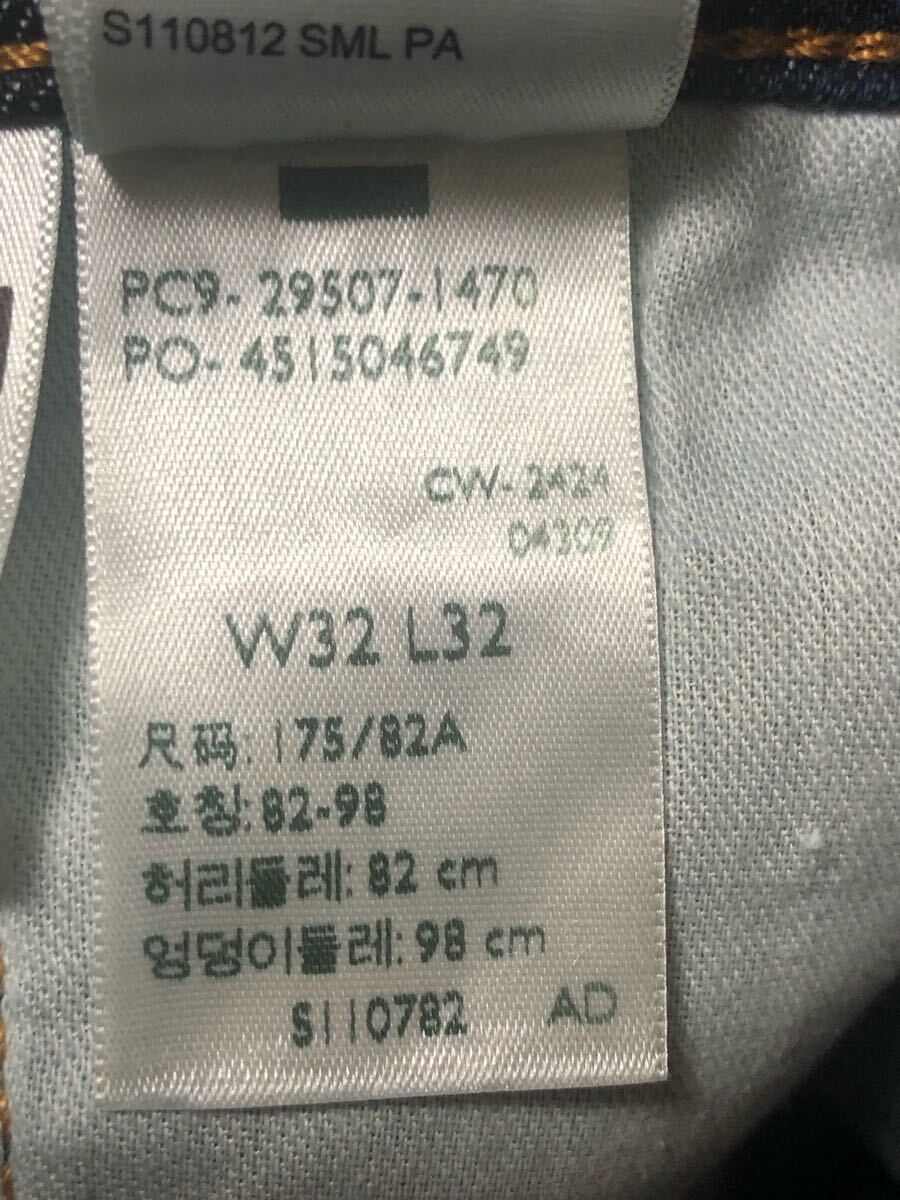 S110812 SML PA
PC9- 29507-1470
PO- 4515046749
CW- 2424
04309
W32 L32
尺码: 175/82A
호칭: 82-98
허리둘레: 82 cm
엉덩이둘레: 98 cm
S110782 AD